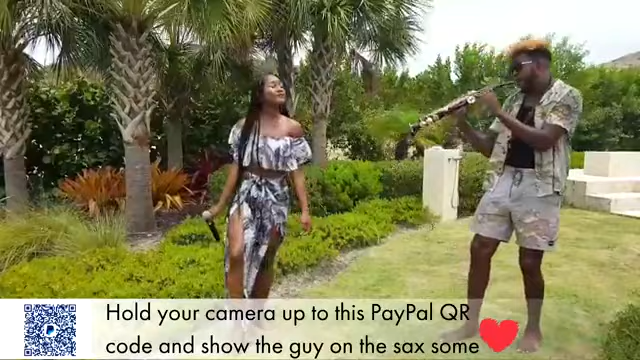 Hold your camera up to this PayPal QR
code and show the guy on the sax some